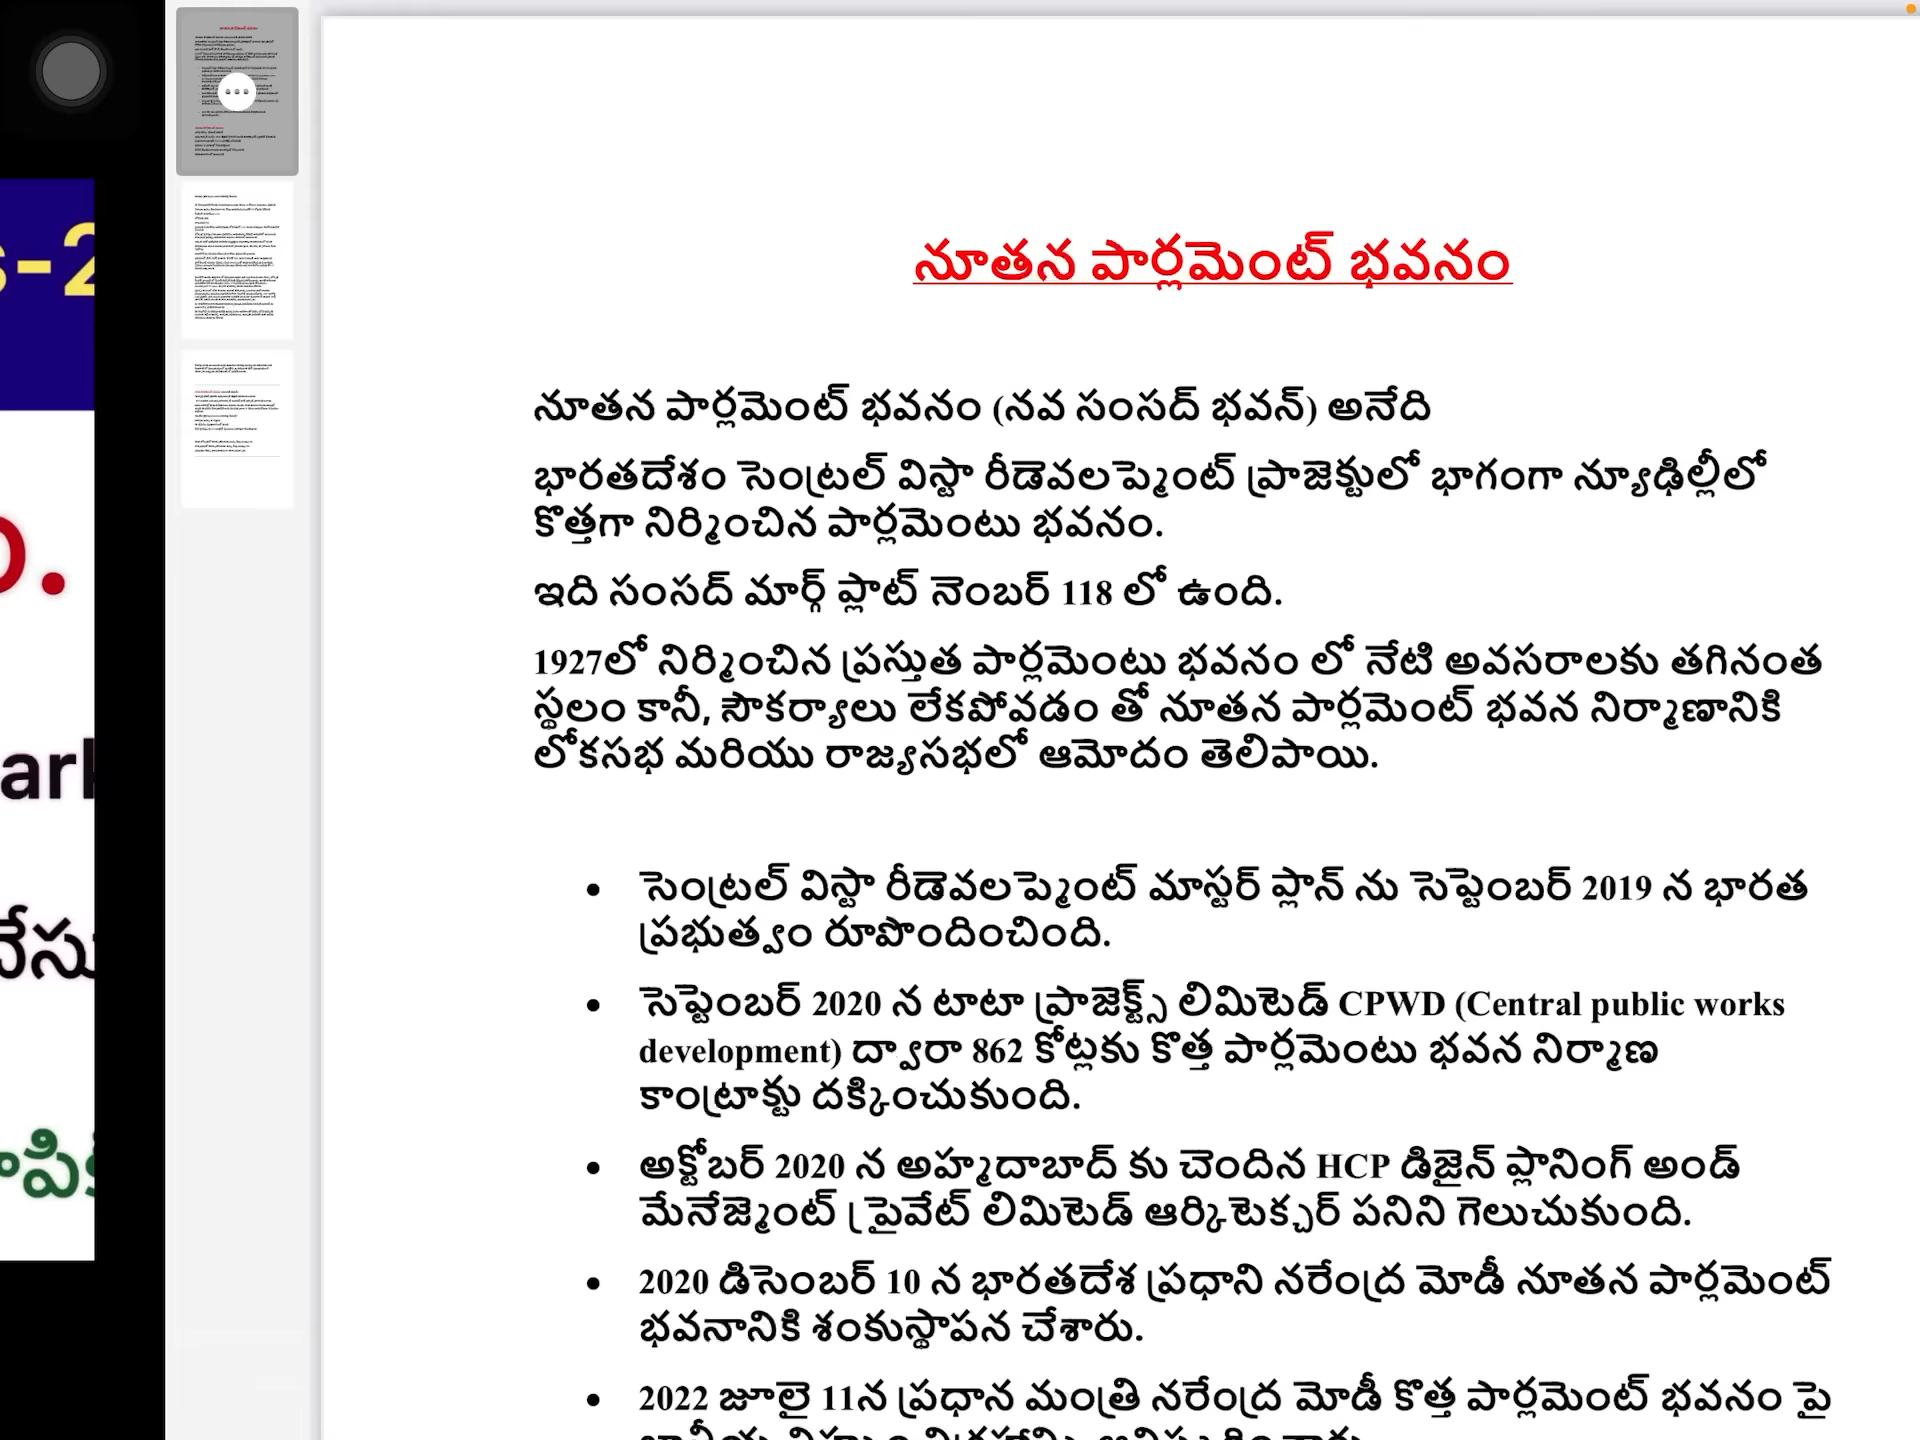 నూతన పార్లమెంట్ భవనం
నూతన పార్లమెంట్ భవనం (నవ సంసద్ భవన్) అనేది
భారతదేశం సెంట్రల్ విస్టా రీడెవలప్మెంట్ ప్రాజెక్టులో భాగంగా న్యూఢిల్లీలో
కొత్తగా నిర్మించిన పార్లమెంటు భవనం.
ఇది సంసద్ మార్గ్ ప్లాట్ నెంబర్ 118 లో ఉంది.
1927లో నిర్మించిన ప్రస్తుత పార్లమెంటు భవనం లో నేటి అవసరాలకు తగినంత
స్థలం కానీ, సౌకర్యాలు లేకపోవడం తో నూతన పార్లమెంట్ భవన నిర్మాణానికి
లోకసభ మరియు రాజ్యసభలో ఆమోదం తెలిపాయి.
• సెంట్రల్ విస్టా రీడెవలప్మెంట్ మాస్టర్ ప్లాన్ ను సెప్టెంబర్ 2019 న భారత
ప్రభుత్వం రూపొందించింది.
• సెప్టెంబర్ 2020 న టాటా ప్రాజెక్ట్స్ లిమిటెడ్ CPWD (Central public works
development) ద్వారా 862 కోట్లకు కొత్త పార్లమెంటు భవన నిర్మాణ
కాంట్రాక్టు దక్కించుకుంది.
• అక్టోబర్ 2020 న అహ్మదాబాద్ కు చెందిన HCP డిజైన్ ప్లానింగ్ అండ్
మేనేజ్మెంట్ ప్రైవేట్ లిమిటెడ్ ఆర్కిటెక్చర్ పనిని గెలుచుకుంది.
• 2020 డిసెంబర్ 10 న భారతదేశ ప్రధాని నరేంద్ర మోడీ నూతన పార్లమెంట్
భవనానికి శంకుస్థాపన చేశారు.
• 2022 జూలై 11న ప్రధాన మంత్రి నరేంద్ర మోడీ కొత్త పార్లమెంట్ భవనం పై
s-2
ark